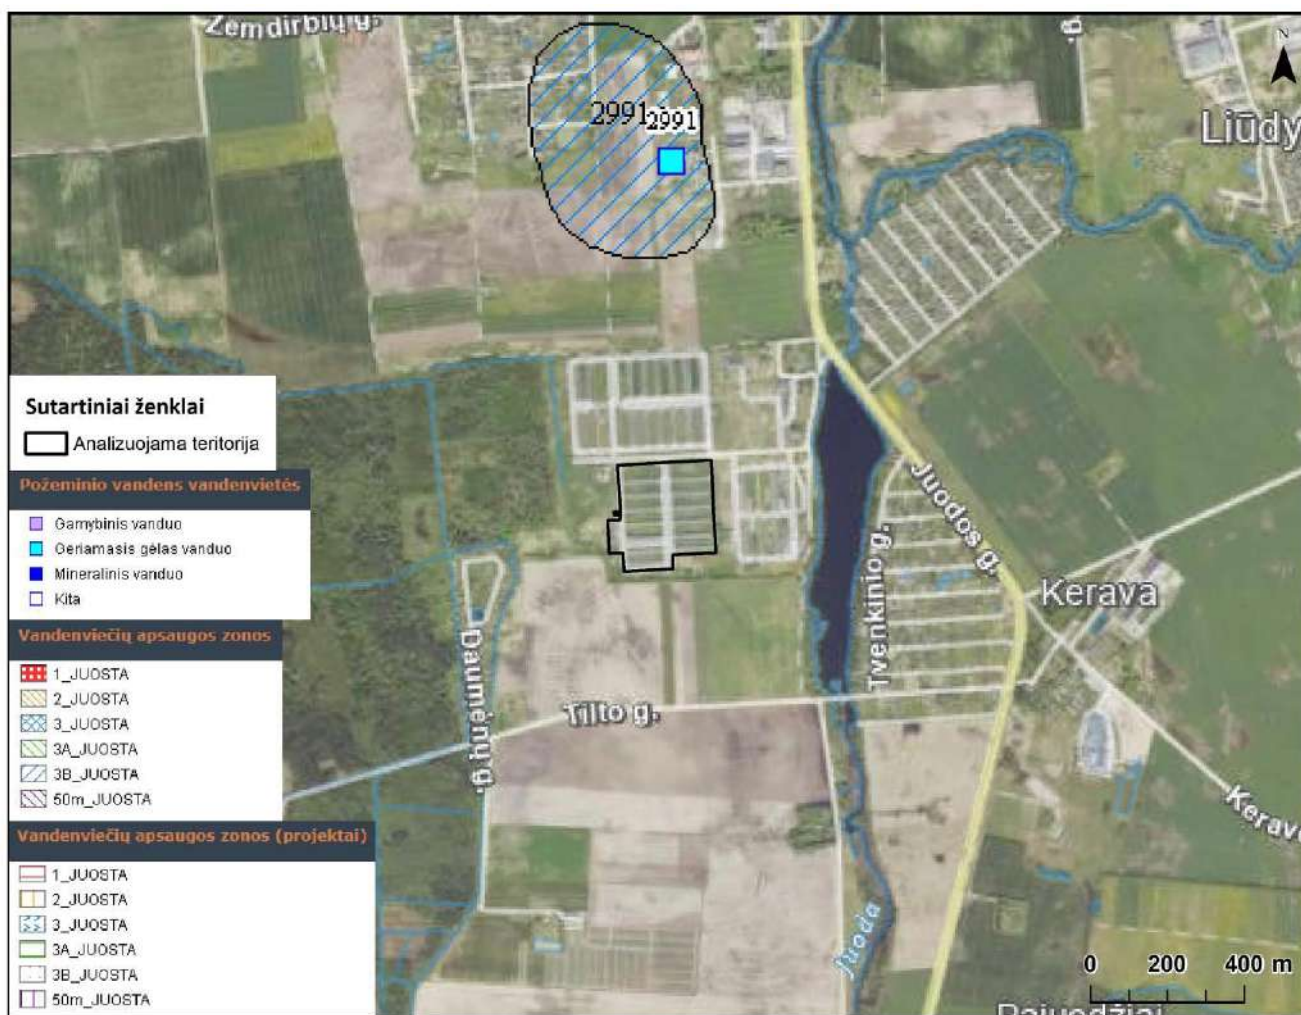 Žemdirbių g.
g.
N
Liūdy
2991
2991
Sutartiniai ženklai
Analizuojama teritorija
Požeminio vandens vandenvietės
Gamybinis vanduo
Geriamasis gėlas vanduo
Mineralinis vanduo
Kita
Vandenviečių apsaugos zonos
1_JUOSTA
2_JUOSTA
3_JUOSTA
3A_JUOSTA
3B_JUOSTA
50m_JUOSTA
Vandenviečių apsaugos zonos (projektai)
1_JUOSTA
2_JUOSTA
3_JUOSTA
3A_JUOSTA
3B_JUOSTA
50m_JUOSTA
Juodos g.
Tvenkinio g.
Kerava
Daumėnų g.
Tilto g.
Keravo
Juoda
0 200 400 m
Pajuodžiai